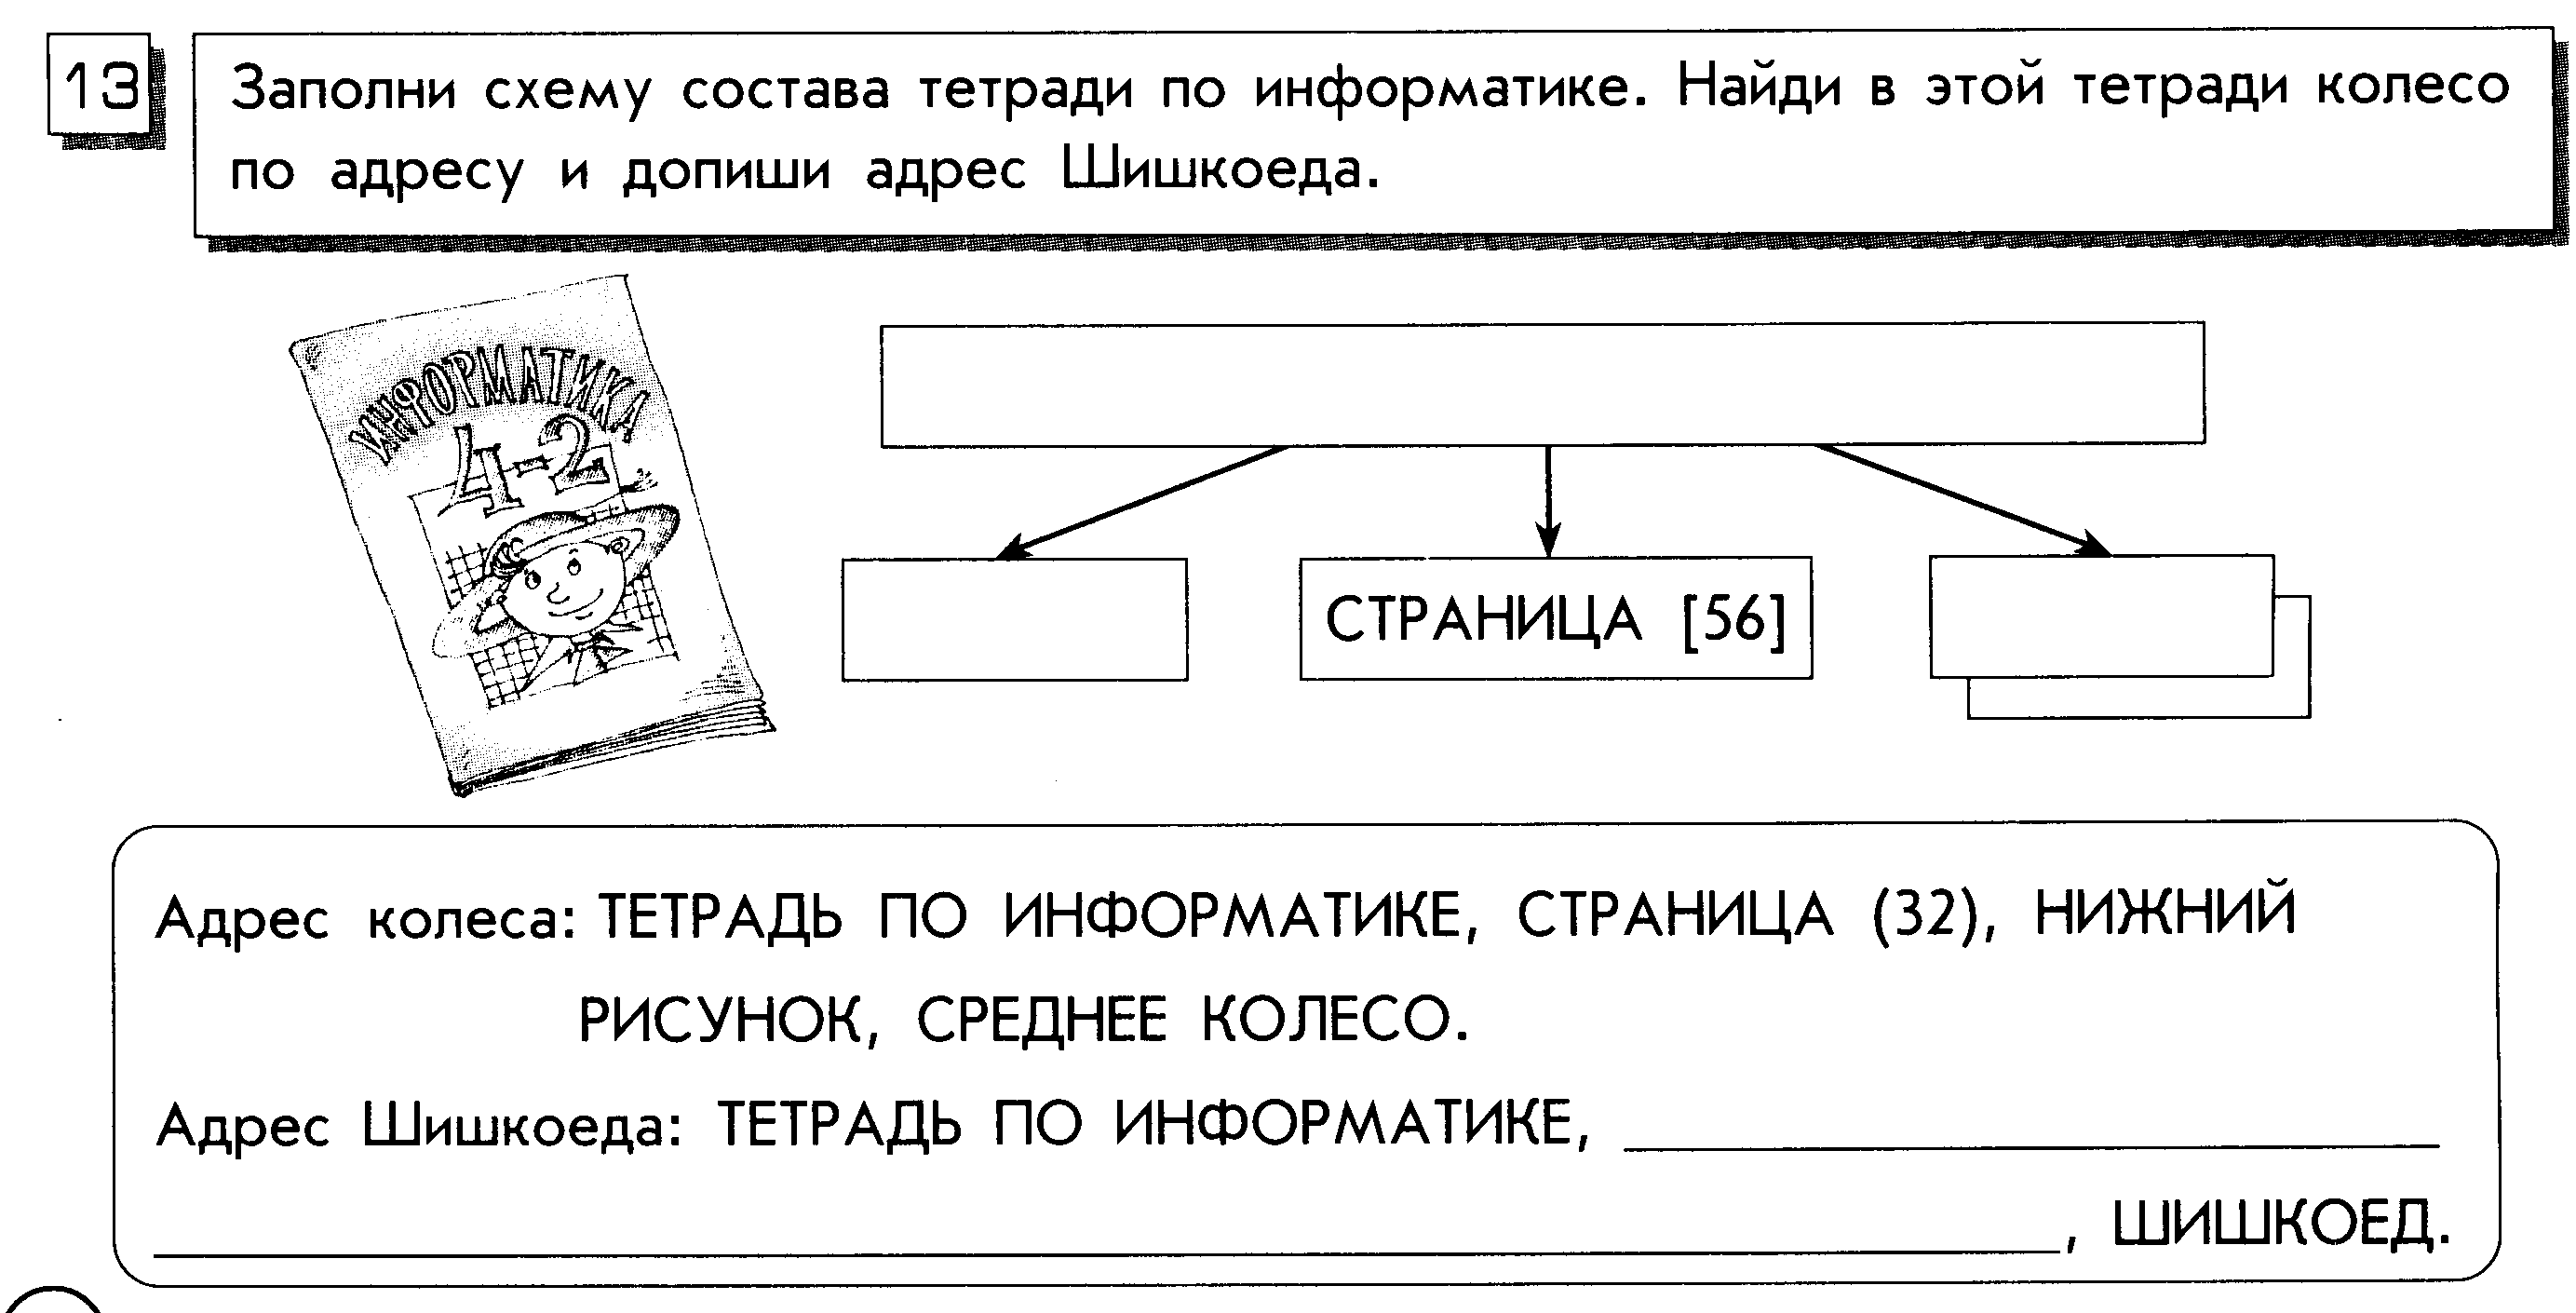 13
Заполни схему состава тетради по информатике. Найди в этой тетради колесо
по адресу и допиши адрес Шишкоеда.
ИНФОРМАТИКА
4-2
СТРАНИЦА [56]
Адрес колеса: ТЕТРАДЬ ПО ИНФОРМАТИКЕ, СТРАНИЦА (32), НИЖНИЙ
РИСУНОК, СРЕДНЕЕ КОЛЕСО.
Адрес Шишкоеда: ТЕТРАДЬ ПО ИНФОРМАТИКЕ,
, ШИШКОЕД.